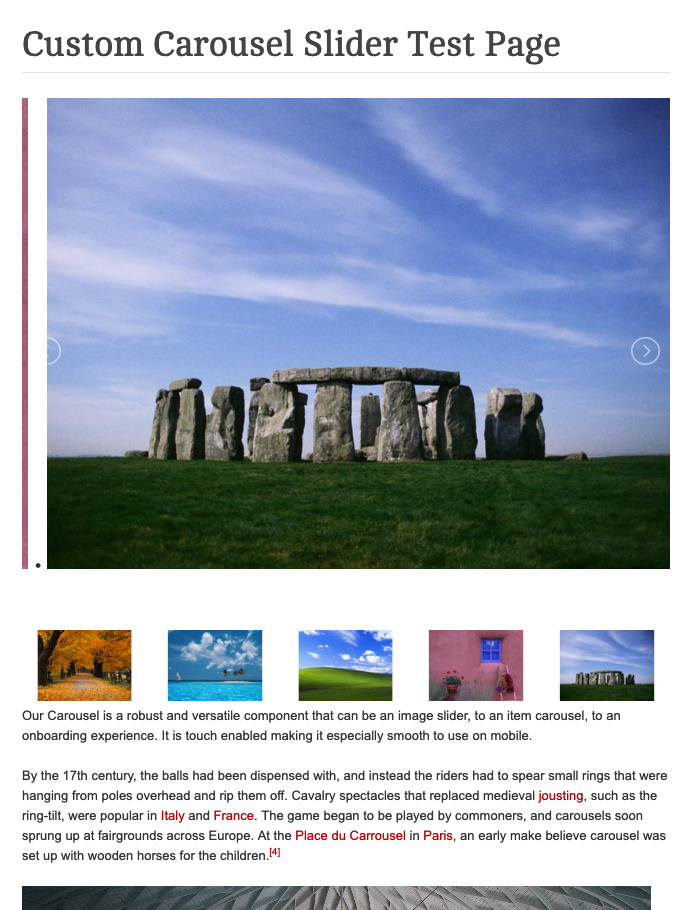 Custom Carousel Slider Test Page
Our Carousel is a robust and versatile component that can be an image slider, to an item carousel, to an
onboarding experience. It is touch enabled making it especially smooth to use on mobile.
By the 17th century, the balls had been dispensed with, and instead the riders had to spear small rings that were
hanging from poles overhead and rip them off. Cavalry spectacles that replaced medieval jousting, such as the
ring-tilt, were popular in Italy and France. The game began to be played by commoners, and carousels soon
sprung up at fairgrounds across Europe. At the Place du Carrousel in Paris, an early make believe carousel was
set up with wooden horses for the children.[4]